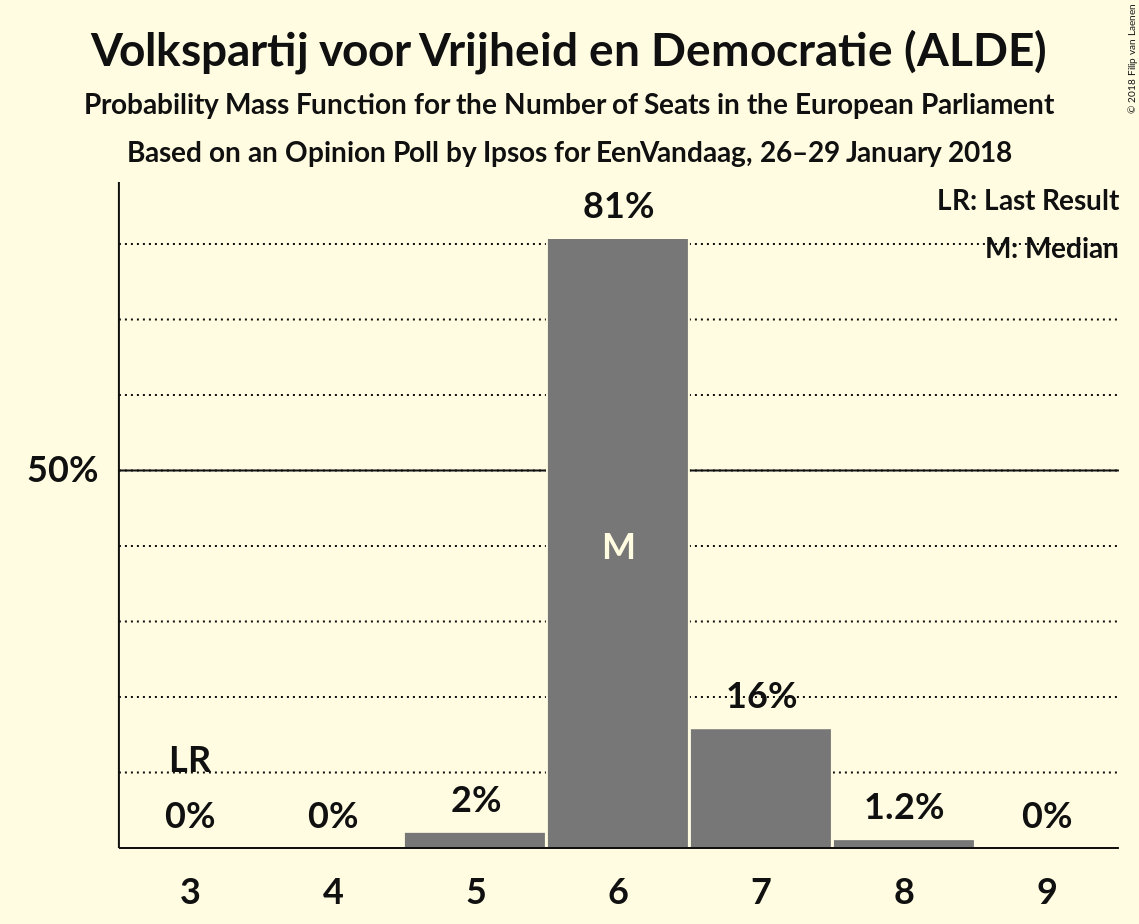 Volkspartij voor Vrijheid en Democratie (ALDE)
Probability Mass Function for the Number of Seats in the European Parliament
Based on an Opinion Poll by Ipsos for EenVandaag, 26–29 January 2018
© 2018 Filip van Laenen
LR: Last Result
M: Median
81%
50%
M
16%
LR
0%
0%
2%
1.2%
0%
3 4 5 6 7 8 9